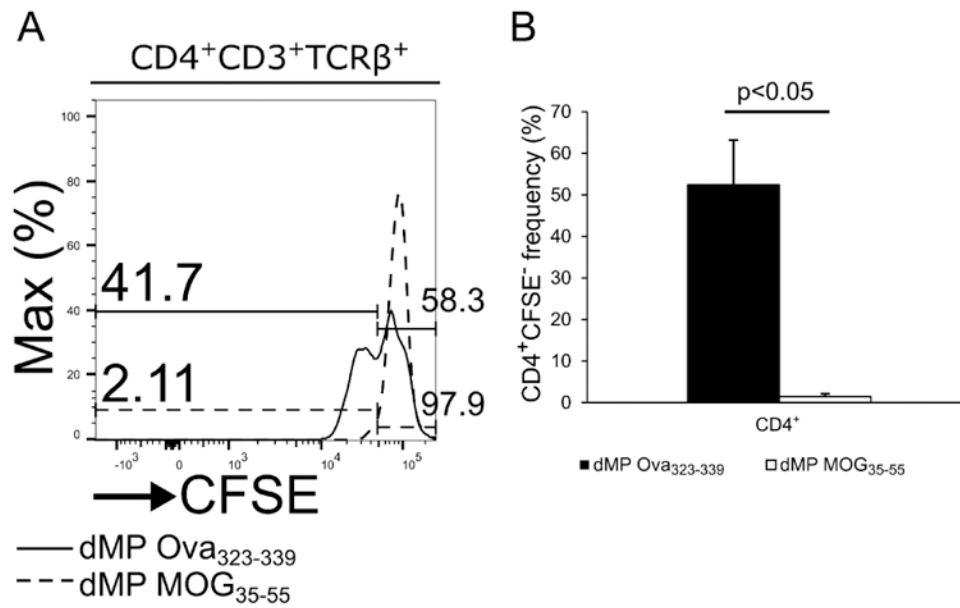 A
CD4⁺CD3⁺TCRβ⁺
Max (%)
100
80
60
40
20
0
41.7
58.3
2.11
97.9
-10³ 0 10³ 10⁴ 10⁵
CFSE
dMP Ova₃₂₃₋₃₃₉
dMP MOG₃₅₋₅₅
B
p<0.05
CD4⁺CFSE⁻ frequency (%)
70
60
50
40
30
20
10
0
CD4⁺
dMP Ova₃₂₃₋₃₃₉ dMP MOG₃₅₋₅₅